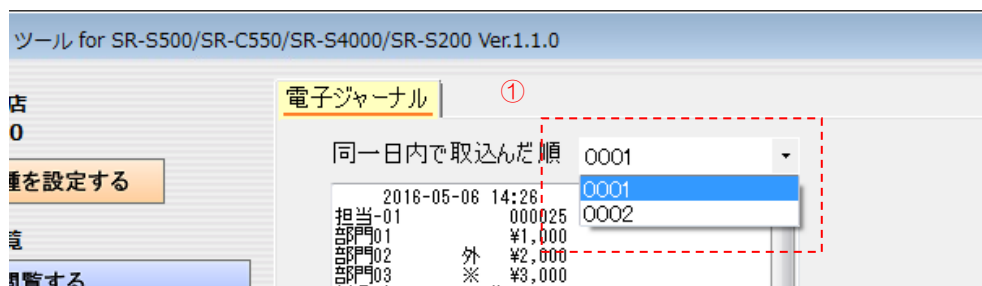 ツール for SR-S500/SR-C550/SR-S4000/SR-S200 Ver.1.1.0
店
0
電子ジャーナル
①
種を設定する
同一日内で取込んだ順 0001
0001
0002
2016-05-06 14:26
担当-01 000025
部門01 ¥1,000
部門02 外 ¥2,000
部門03 ※ ¥3,000
覧
閲覧する